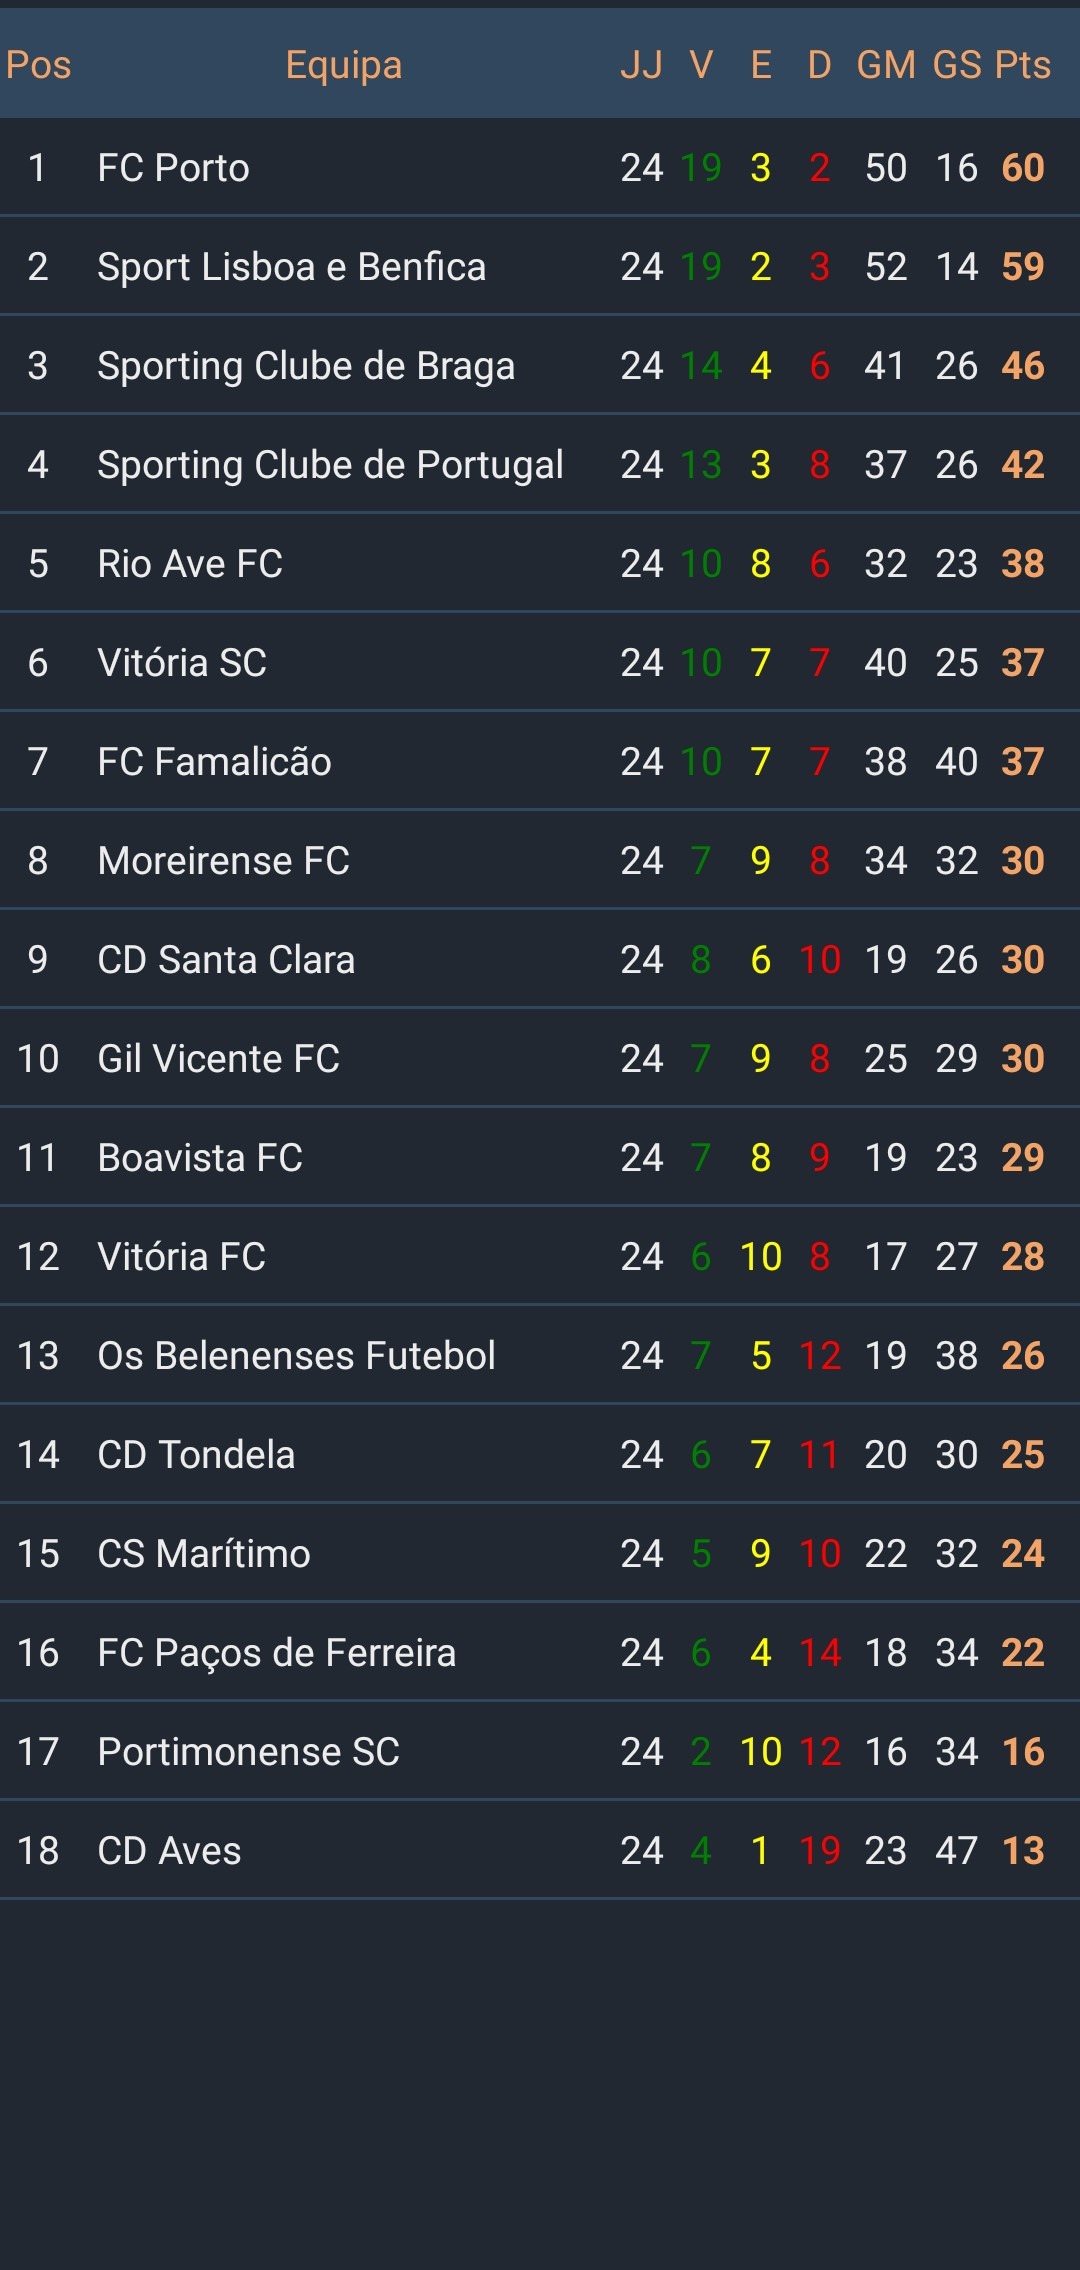 Pos Equipa JJ V E D GM GS Pts
1 FC Porto 24 19 3 2 50 16 60
2 Sport Lisboa e Benfica 24 19 2 3 52 14 59
3 Sporting Clube de Braga 24 14 4 6 41 26 46
4 Sporting Clube de Portugal 24 13 3 8 37 26 42
5 Rio Ave FC 24 10 8 6 32 23 38
6 Vitória SC 24 10 7 7 40 25 37
7 FC Famalicão 24 10 7 7 38 40 37
8 Moreirense FC 24 7 9 8 34 32 30
9 CD Santa Clara 24 8 6 10 19 26 30
10 Gil Vicente FC 24 7 9 8 25 29 30
11 Boavista FC 24 7 8 9 19 23 29
12 Vitória FC 24 6 10 8 17 27 28
13 Os Belenenses Futebol 24 7 5 12 19 38 26
14 CD Tondela 24 6 7 11 20 30 25
15 CS Marítimo 24 5 9 10 22 32 24
16 FC Paços de Ferreira 24 6 4 14 18 34 22
17 Portimonense SC 24 2 10 12 16 34 16
18 CD Aves 24 4 1 19 23 47 13